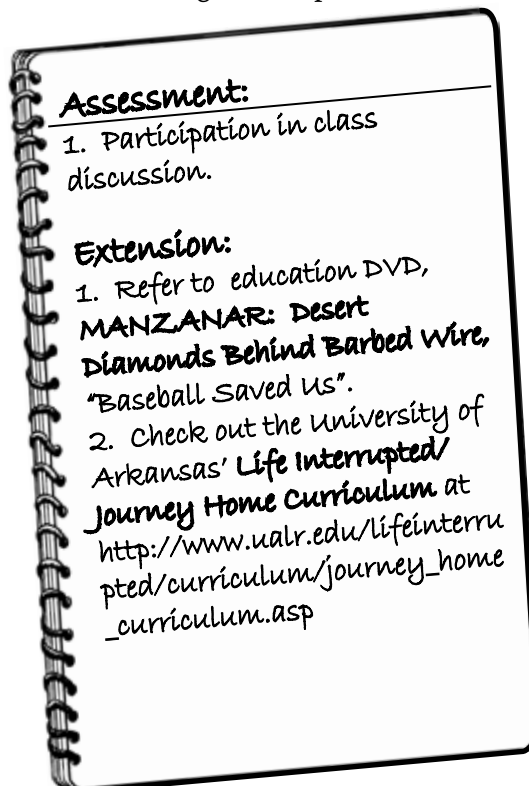 Assessment:
1. Participation in class
discussion.
Extension:
1. Refer to education DVD,
MANZANAR: Desert
Diamonds Behind Barbed Wire,
"Baseball Saved Us".
2. Check out the University of
Arkansas' Life Interrupted/
Journey Home Curriculum at
http://www.ualr.edu/lifeinterru
pted/curriculum/journey_home
_curriculum.asp